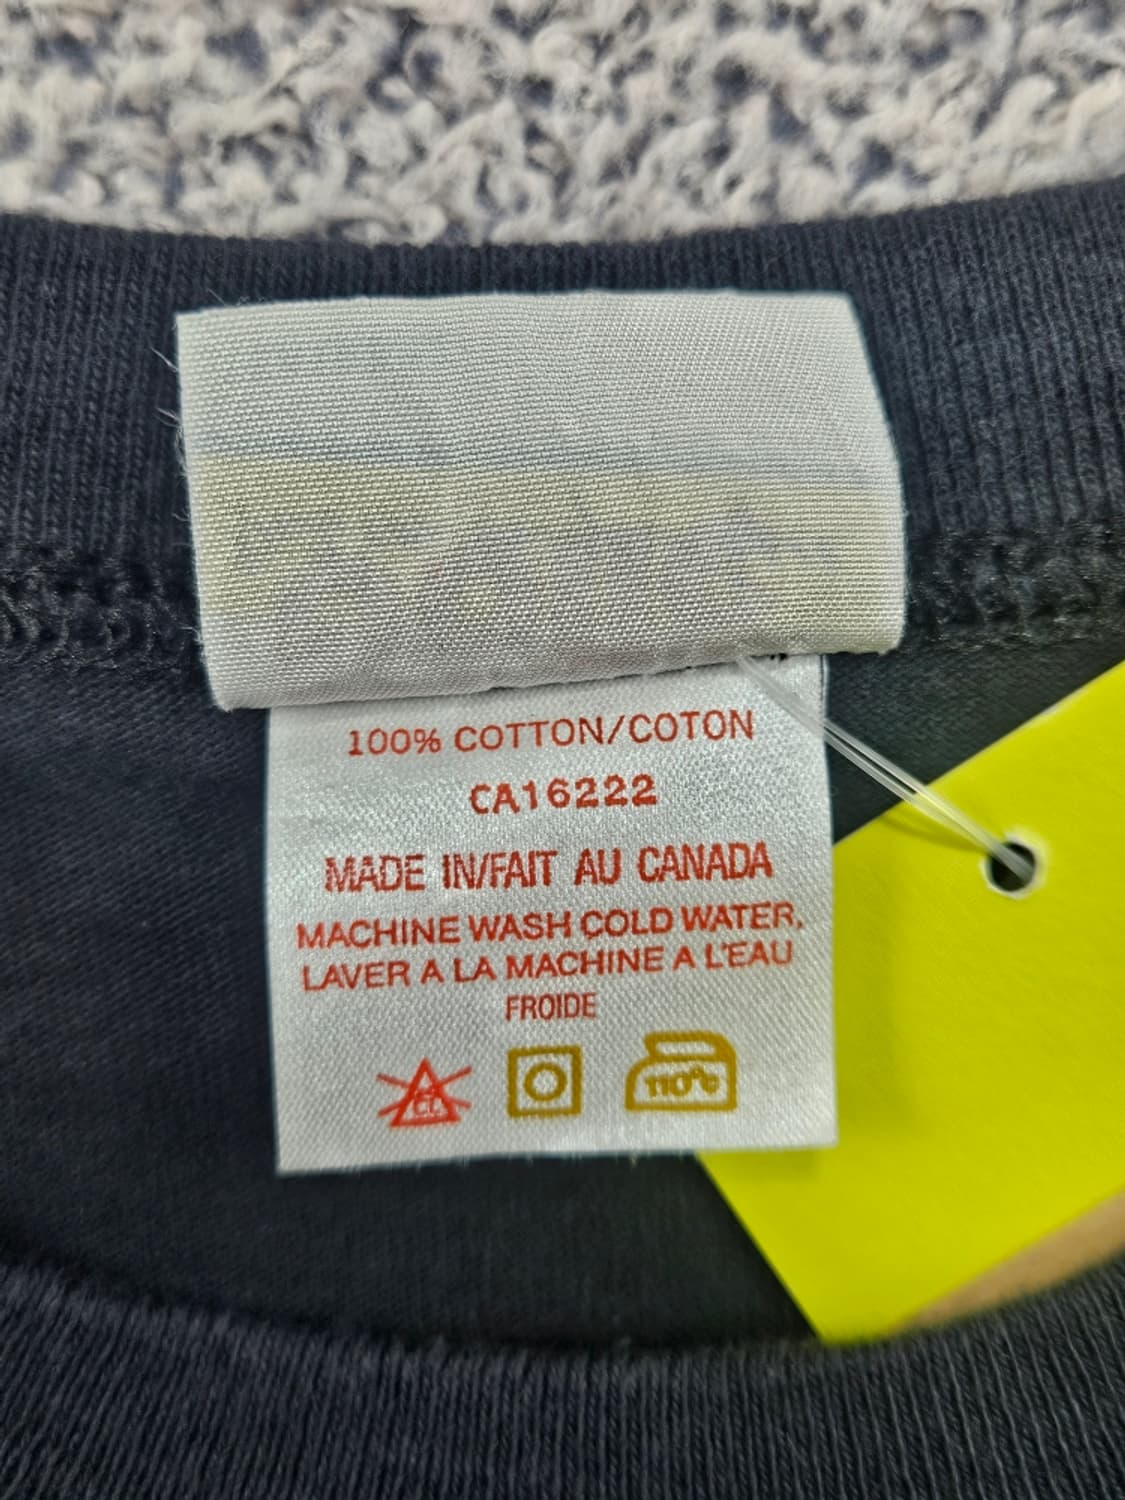 100% COTTON/COTON
CA16222
MADE IN/FAIT AU CANADA
MACHINE WASH COLD WATER,
LAVER A LA MACHINE A L'EAU
FROIDE
CL
110°C